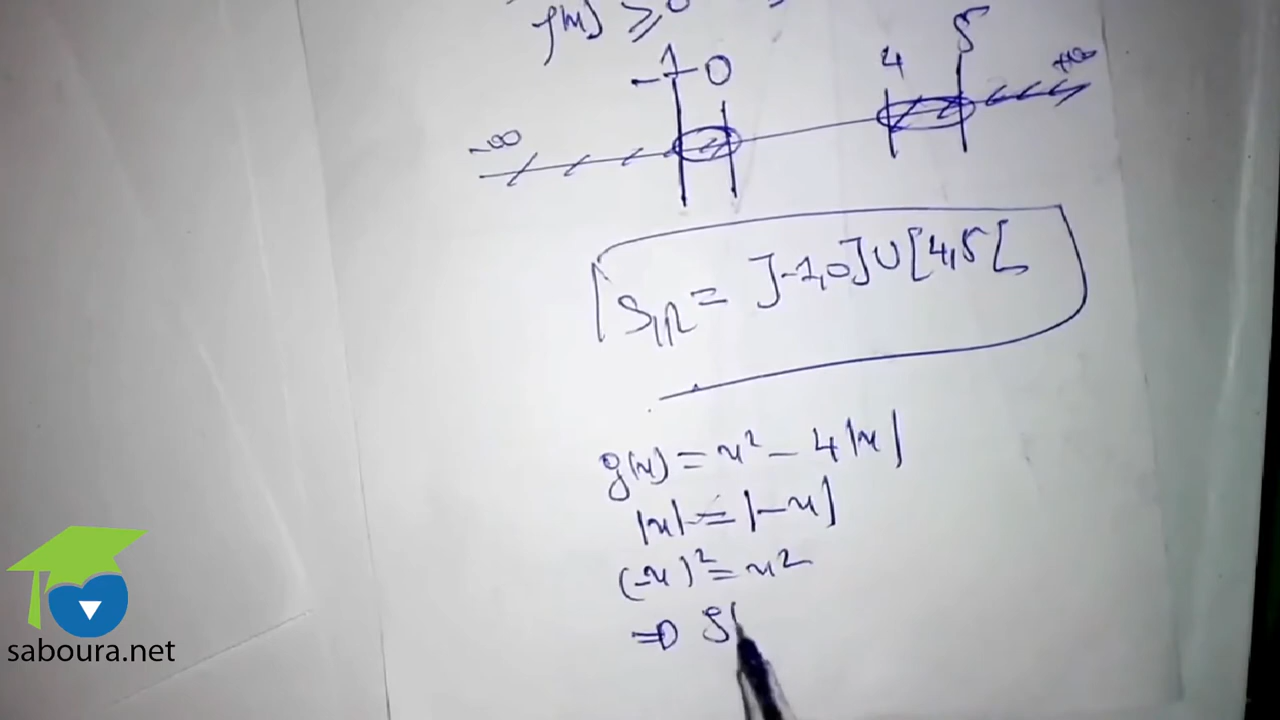 f(x) ≥ 0
-1 0 4 5
-∞ +∞
S_IR = ]-1,0] U [4,5[
g(x) = x² - 4|x|
|x| = |-x|
(-x)² = x²
⇒ g(
saboura.net